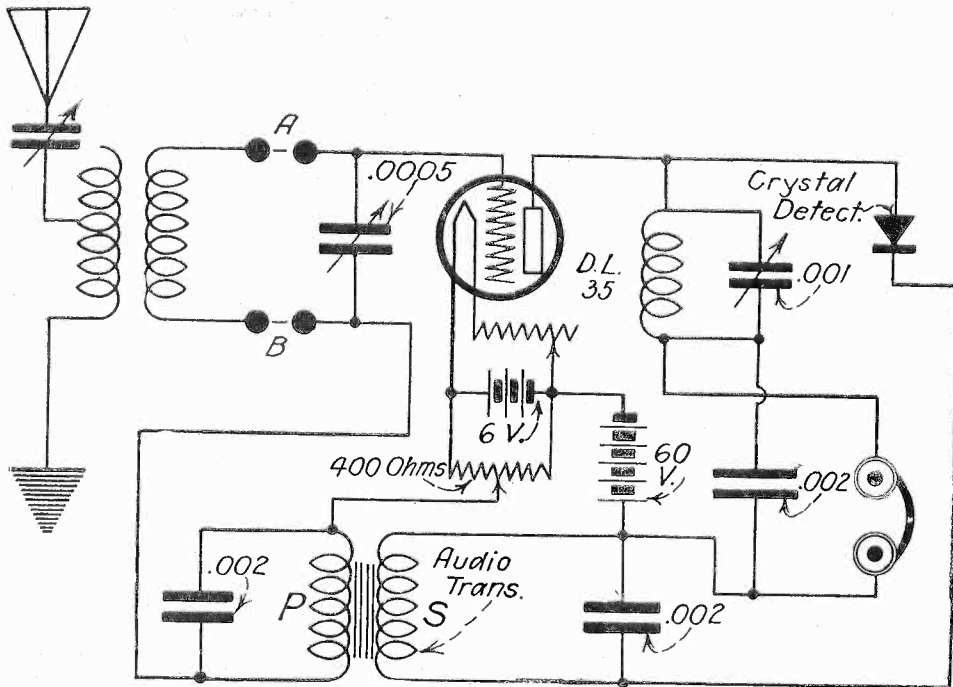 A
.0005
B
Crystal
Detect.
D.L.
35
.001
6 V.
400 Ohms
60
V.
.002
.002
P
S
Audio
Trans.
.002